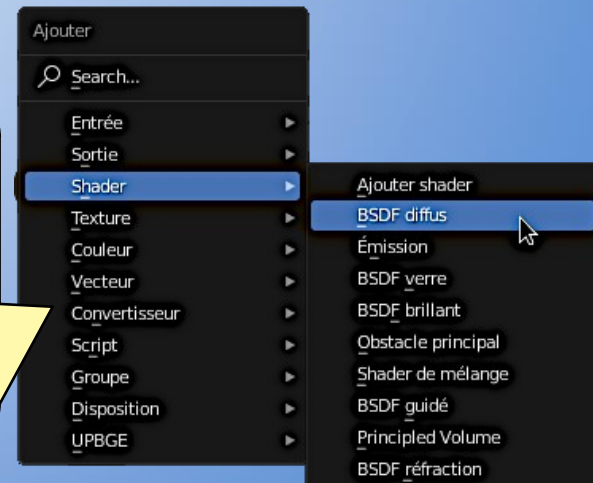 Ajouter
Search...
Entrée
Sortie
Shader
Texture
Couleur
Vecteur
Convertisseur
Script
Groupe
Disposition
UPBGE
Ajouter shader
BSDF diffus
Émission
BSDF verre
BSDF brillant
Obstacle principal
Shader de mélange
BSDF guidé
Principled Volume
BSDF réfraction